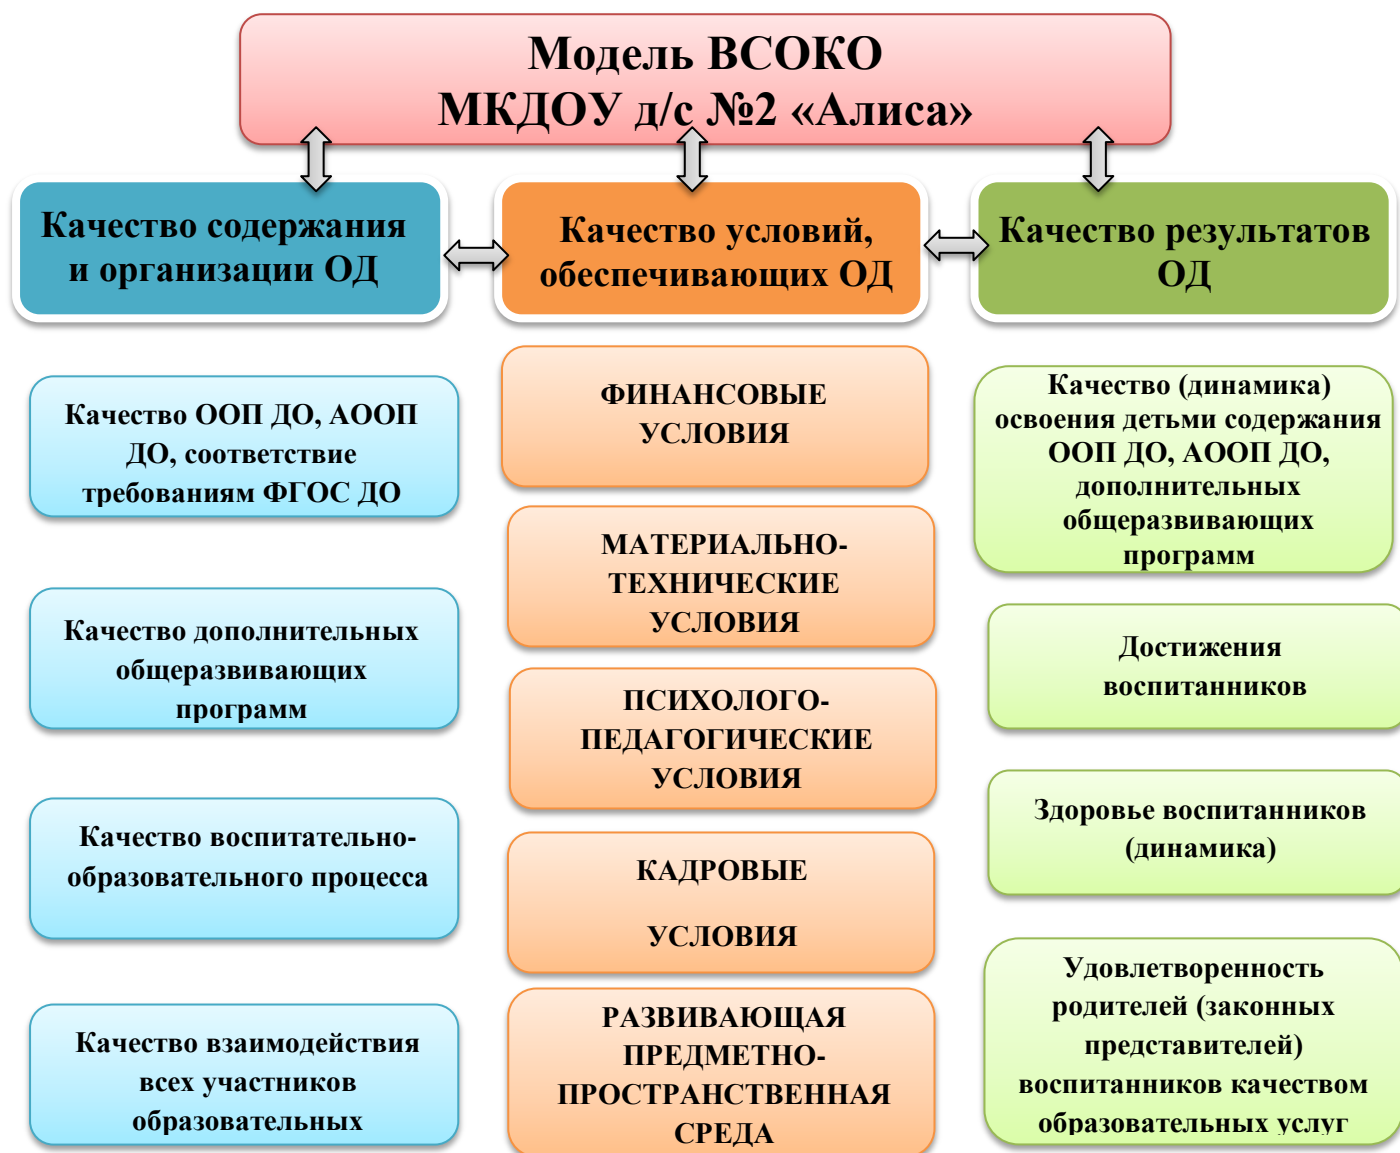 Модель ВСОКО
МКДОУ д/с №2 «Алиса»
Качество содержания
и организации ОД
Качество условий,
обеспечивающих ОД
Качество результатов
ОД
Качество ООП ДО, АООП
ДО, соответствие
требованиям ФГОС ДО
Качество дополнительных
общеразвивающих
программ
Качество воспитательно-
образовательного процесса
Качество взаимодействия
всех участников
образовательных
ФИНАНСОВЫЕ
УСЛОВИЯ
МАТЕРИАЛЬНО-
ТЕХНИЧЕСКИЕ
УСЛОВИЯ
ПСИХОЛОГО-
ПЕДАГОГИЧЕСКИЕ
УСЛОВИЯ
КАДРОВЫЕ
УСЛОВИЯ
РАЗВИВАЮЩАЯ
ПРЕДМЕТНО-
ПРОСТРАНСТВЕННАЯ
СРЕДА
Качество (динамика)
освоения детьми содержания
ООП ДО, АООП ДО,
дополнительных
общеразвивающих
программ
Достижения
воспитанников
Здоровье воспитанников
(динамика)
Удовлетворенность
родителей (законных
представителей)
воспитанников качеством
образовательных услуг